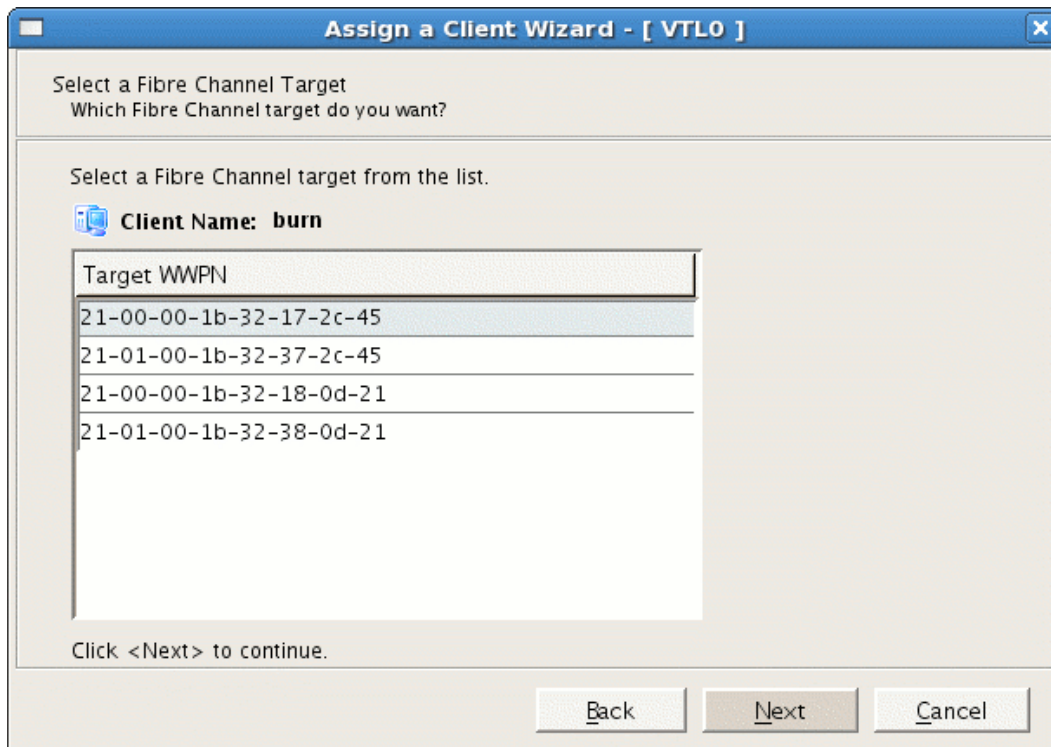 Assign a Client Wizard - [ VTL0 ]
Select a Fibre Channel Target
Which Fibre Channel target do you want?
Select a Fibre Channel target from the list.
Client Name: burn
Target WWPN
21-00-00-1b-32-17-2c-45
21-01-00-1b-32-37-2c-45
21-00-00-1b-32-18-0d-21
21-01-00-1b-32-38-0d-21
Click <Next> to continue.
Back Next Cancel